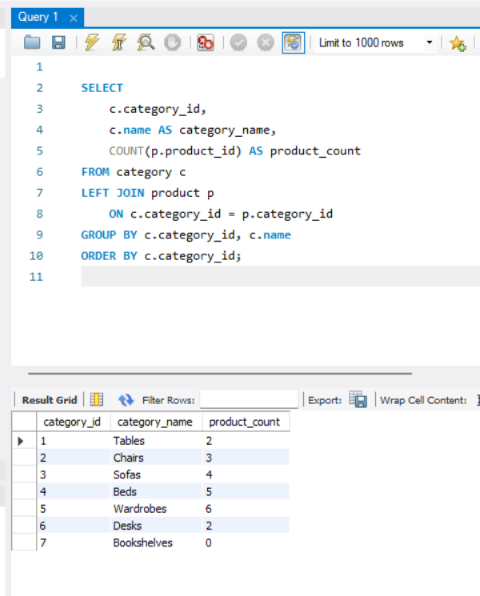 Query 1
Limit to 1000 rows
1
2 SELECT
3 c.category_id,
4 c.name AS category_name,
5 COUNT(p.product_id) AS product_count
6 FROM category c
7 LEFT JOIN product p
8 ON c.category_id = p.category_id
9 GROUP BY c.category_id, c.name
10 ORDER BY c.category_id;
11
Result Grid Filter Rows: Export: Wrap Cell Content:
category_id category_name product_count
1 Tables 2
2 Chairs 3
3 Sofas 4
4 Beds 5
5 Wardrobes 6
6 Desks 2
7 Bookshelves 0